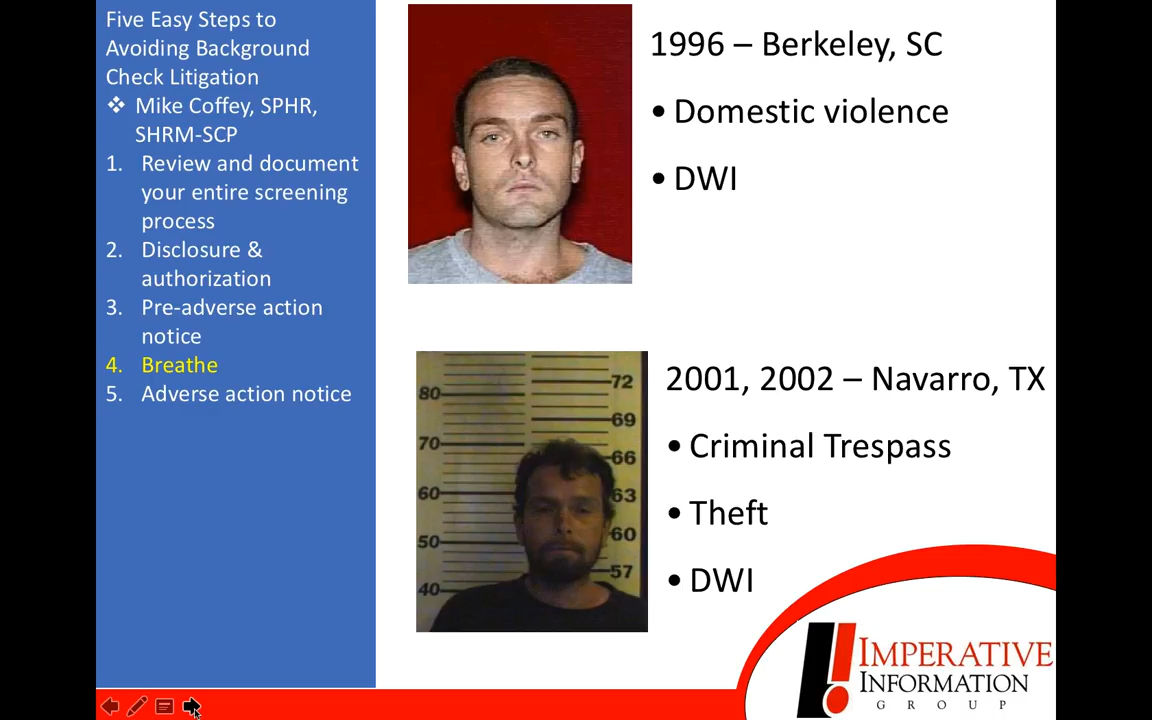 Five Easy Steps to
Avoiding Background
Check Litigation
❖ Mike Coffey, SPHR,
SHRM-SCP
1. Review and document
your entire screening
process
2. Disclosure &
authorization
3. Pre-adverse action
notice
4. Breathe
5. Adverse action notice
1996 – Berkeley, SC
• Domestic violence
• DWI
80
70
60
50
40
72
69
66
63
60
57
2001, 2002 – Navarro, TX
• Criminal Trespass
• Theft
• DWI
IMPERATIVE
INFORMATION
GROUP